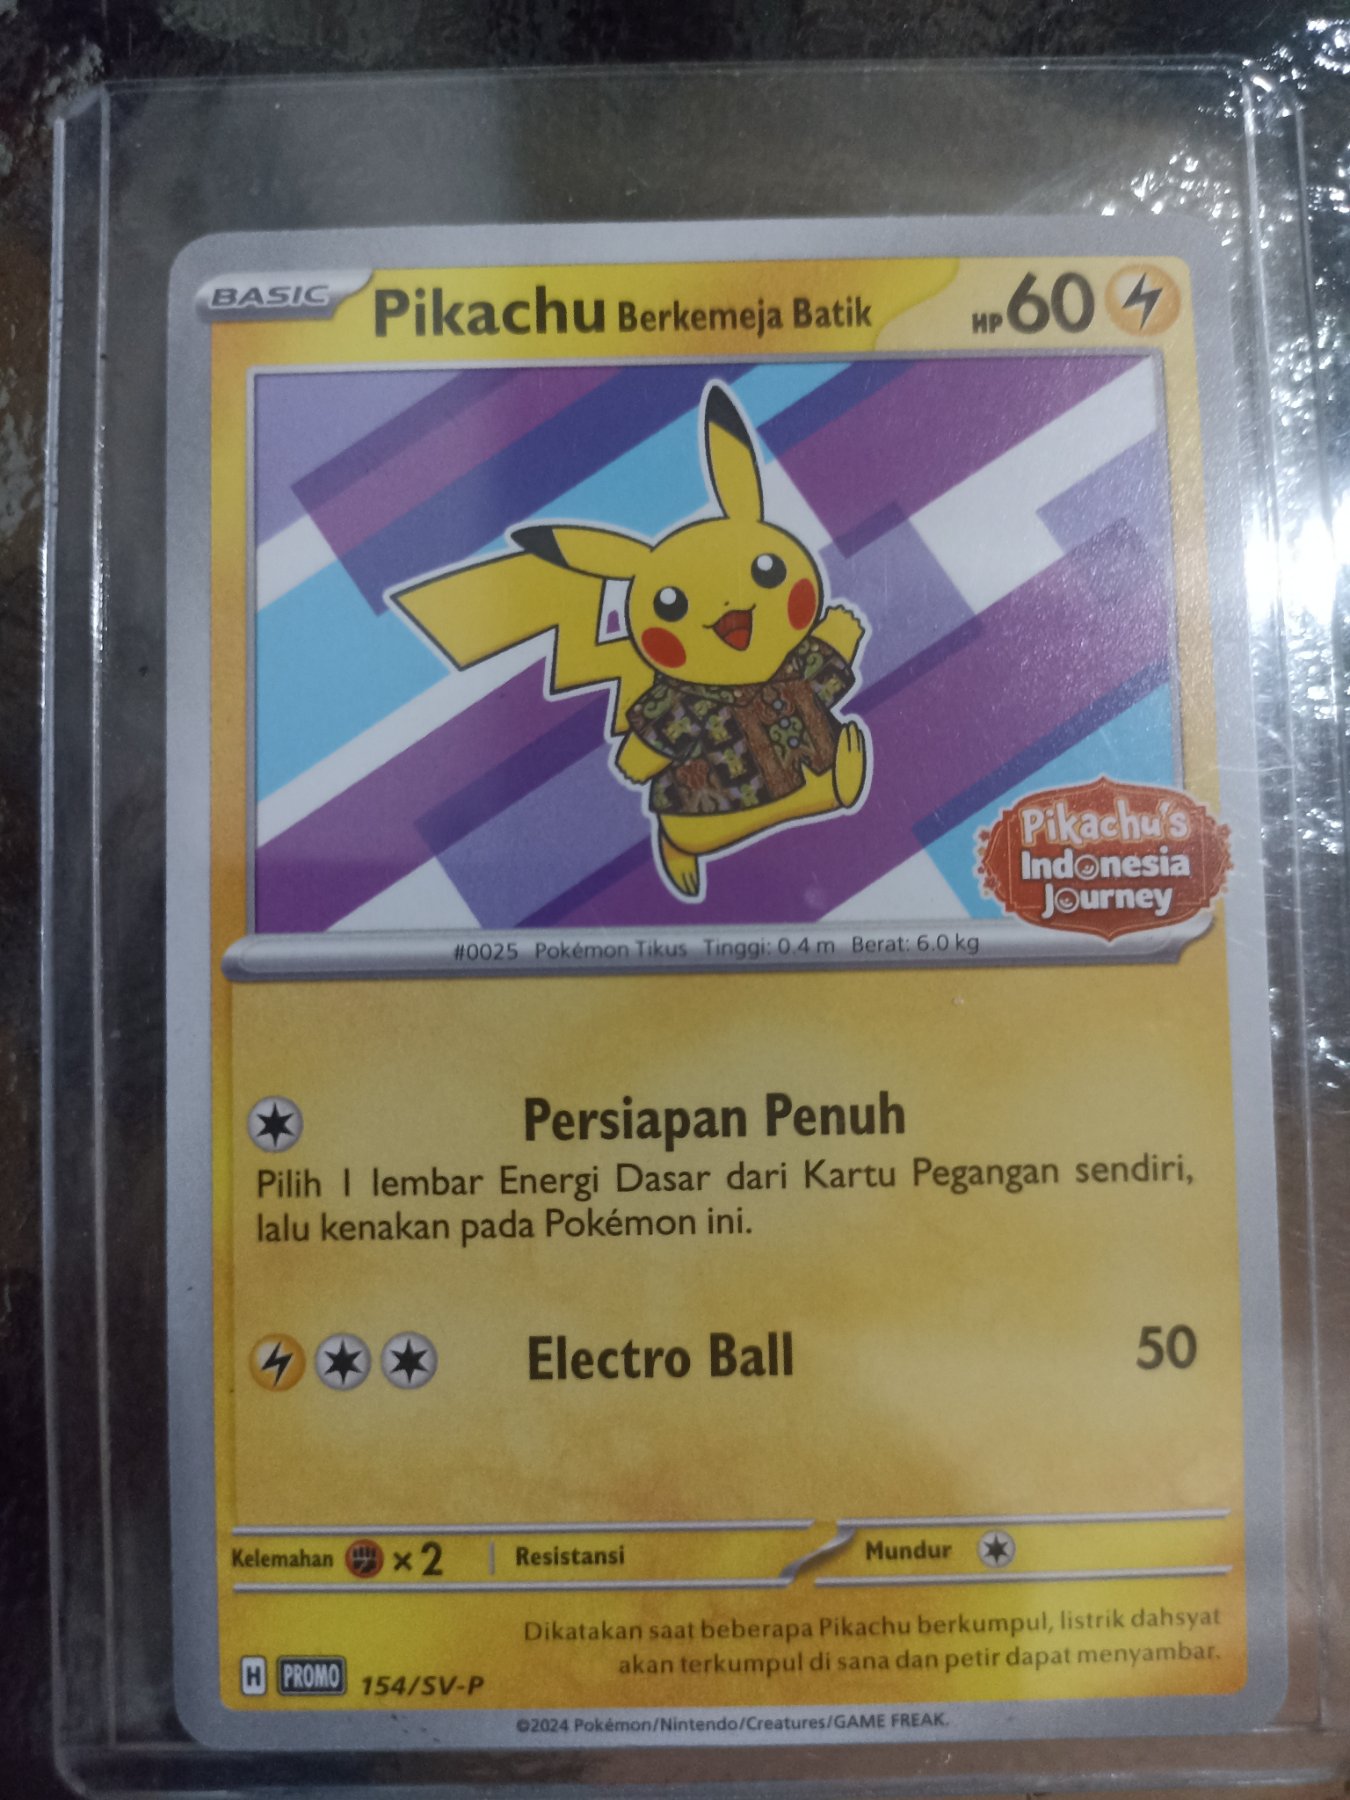 BASIC Pikachu Berkemeja Batik HP 60
Pikachu's
Indonesia
Journey
#0025 Pokémon Tikus Tinggi: 0.4 m Berat: 6.0 kg
Persiapan Penuh
Pilih 1 lembar Energi Dasar dari Kartu Pegangan sendiri,
lalu kenakan pada Pokémon ini.
Electro Ball 50
Kelemahan ×2 Resistansi Mundur
Dikatakan saat beberapa Pikachu berkumpul, listrik dahsyat
akan terkumpul di sana dan petir dapat menyambar.
H PROMO 154/SV-P
©2024 Pokémon/Nintendo/Creatures/GAME FREAK.